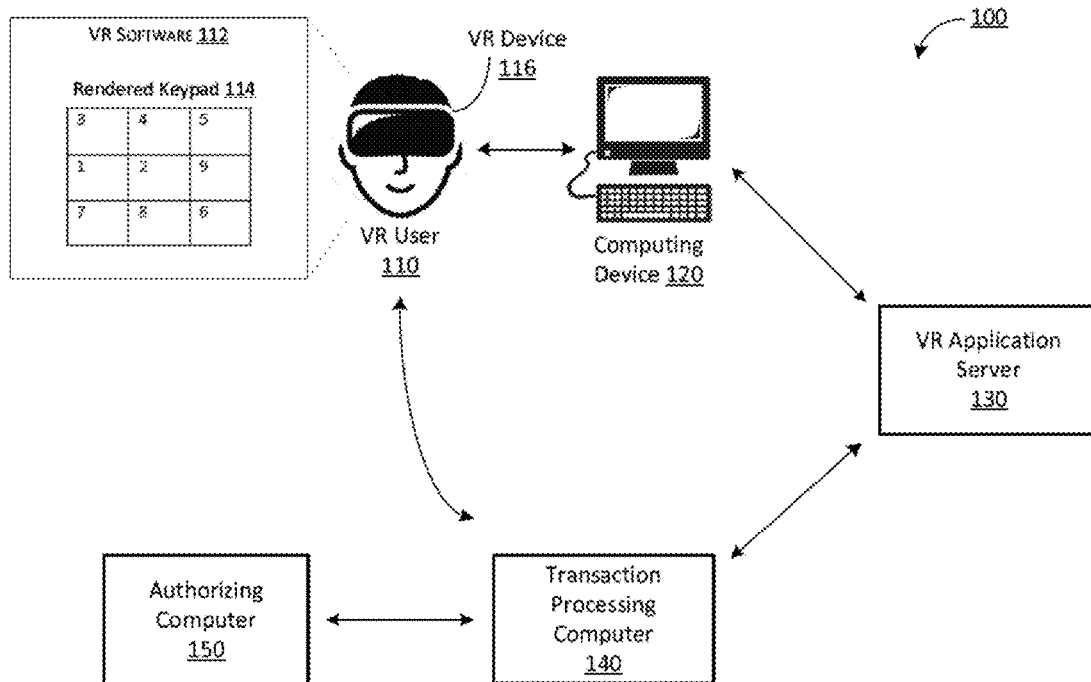 VR SOFTWARE 112
Rendered Keypad 114
3 4 5
1 2 9
7 8 6
VR Device
116
VR User
110
100
Computing
Device 120
VR Application
Server
130
Authorizing
Computer
150
Transaction
Processing
Computer
140